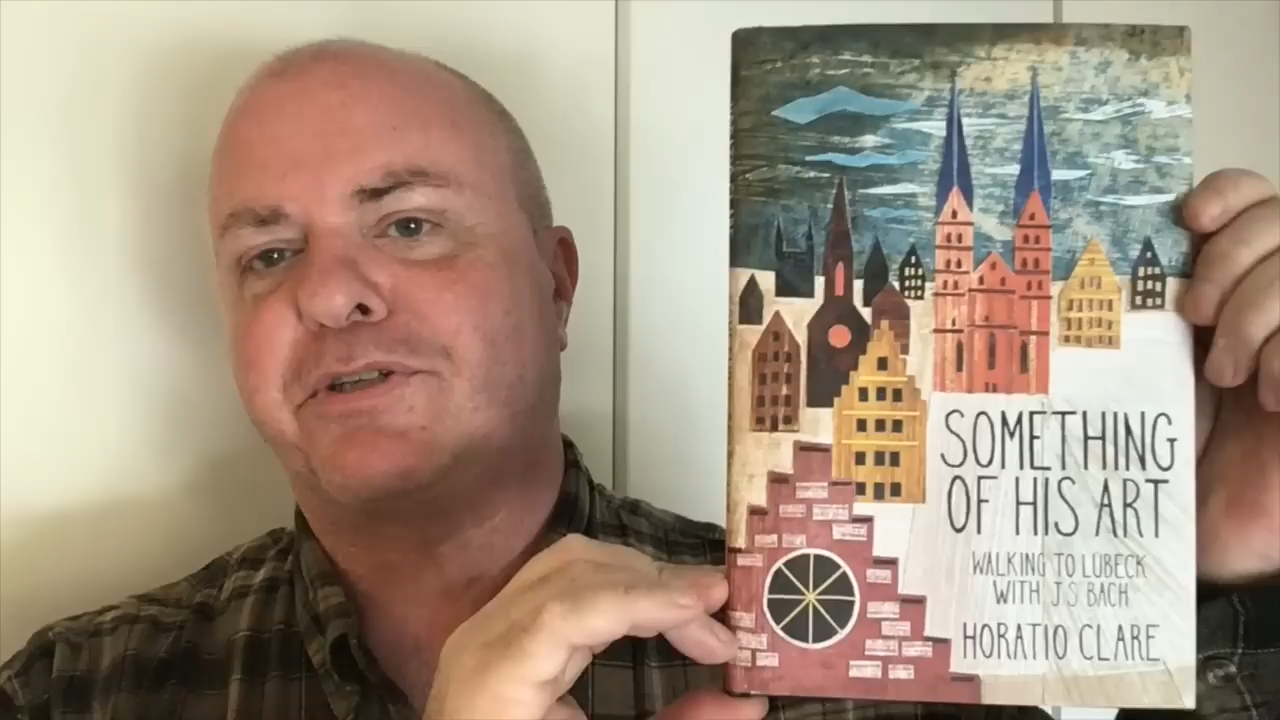 SOMETHING
OF HIS ART
WALKING TO LÜBECK
WITH J S BACH
HORATIO CLARE